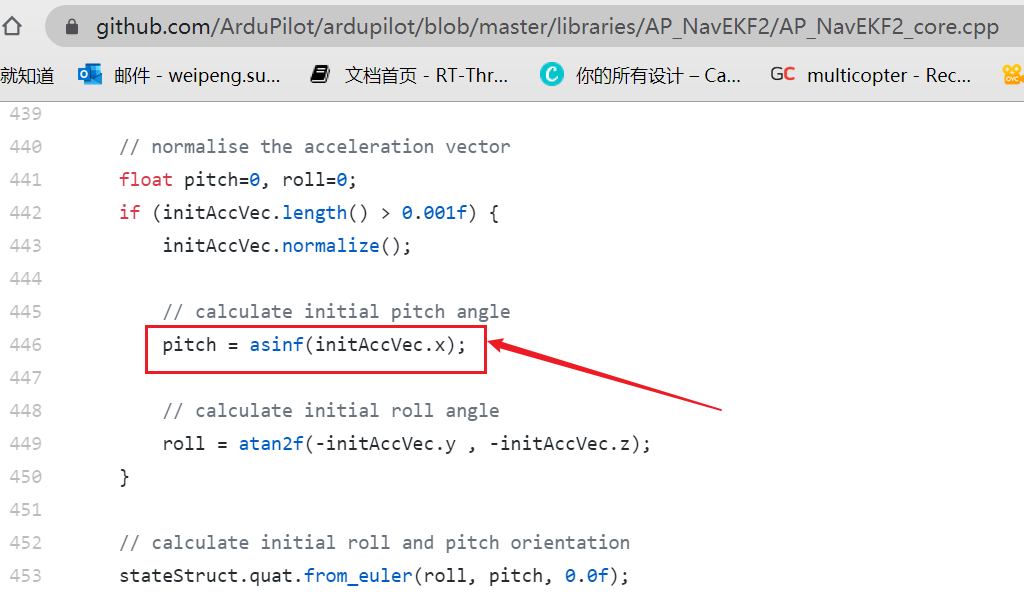 github.com/ArduPilot/ardupilot/blob/master/libraries/AP_NavEKF2/AP_NavEKF2_core.cpp
就知道 邮件 - weipeng.su... 文档首页 - RT-Thr... C 你的所有设计 – Ca... GC multicopter - Rec...
439
440 // normalise the acceleration vector
441 float pitch=0, roll=0;
442 if (initAccVec.length() > 0.001f) {
443 initAccVec.normalize();
444
445 // calculate initial pitch angle
446 pitch = asinf(initAccVec.x);
447
448 // calculate initial roll angle
449 roll = atan2f(-initAccVec.y , -initAccVec.z);
450 }
451
452 // calculate initial roll and pitch orientation
453 stateStruct.quat.from_euler(roll, pitch, 0.0f);